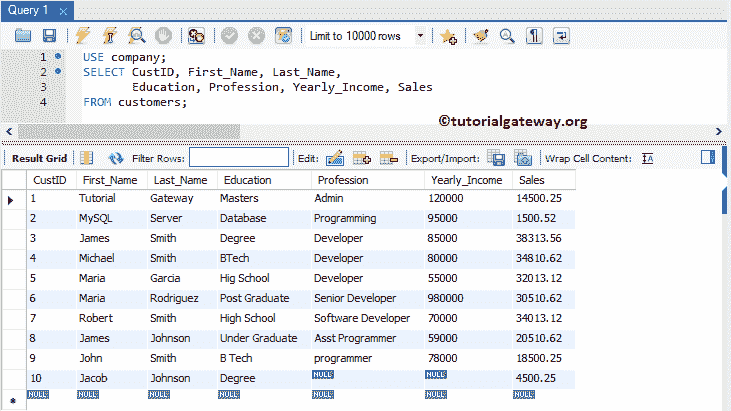 Query 1
Limit to 10000 rows
1 USE company;
2 SELECT CustID, First_Name, Last_Name,
3 Education, Profession, Yearly_Income, Sales
4 FROM customers;
©tutorialgateway.org
Result Grid Filter Rows: Edit: Export/Import: Wrap Cell Content:
CustID First_Name Last_Name Education Profession Yearly_Income Sales
1 Tutorial Gateway Masters Admin 120000 14500.25
2 MySQL Server Database Programming 95000 1500.52
3 James Smith Degree Developer 85000 38313.56
4 Michael Smith BTech Developer 80000 34810.62
5 Maria Garcia Hig School Developer 55000 32013.12
6 Maria Rodriguez Post Graduate Senior Developer 980000 30510.62
7 Robert Smith High School Software Developer 70000 34013.12
8 James Johnson Under Graduate Asst Programmer 59000 20510.62
9 John Smith B Tech programmer 78000 18500.25
10 Jacob Johnson Degree NULL NULL 4500.25
NULL NULL NULL NULL NULL NULL NULL